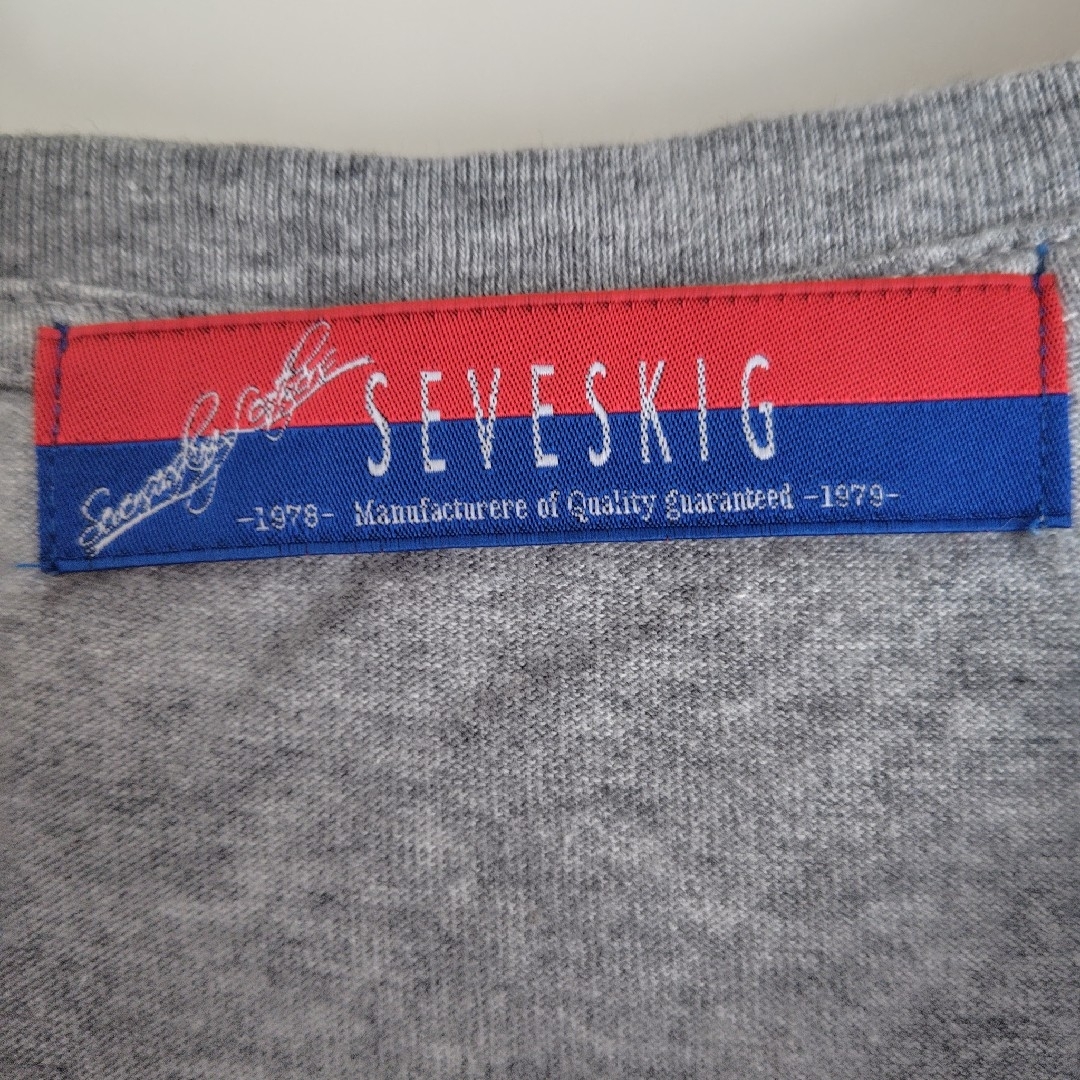 SEVESKIG
-1978- Manufacturere of Quality guaranteed -1979-